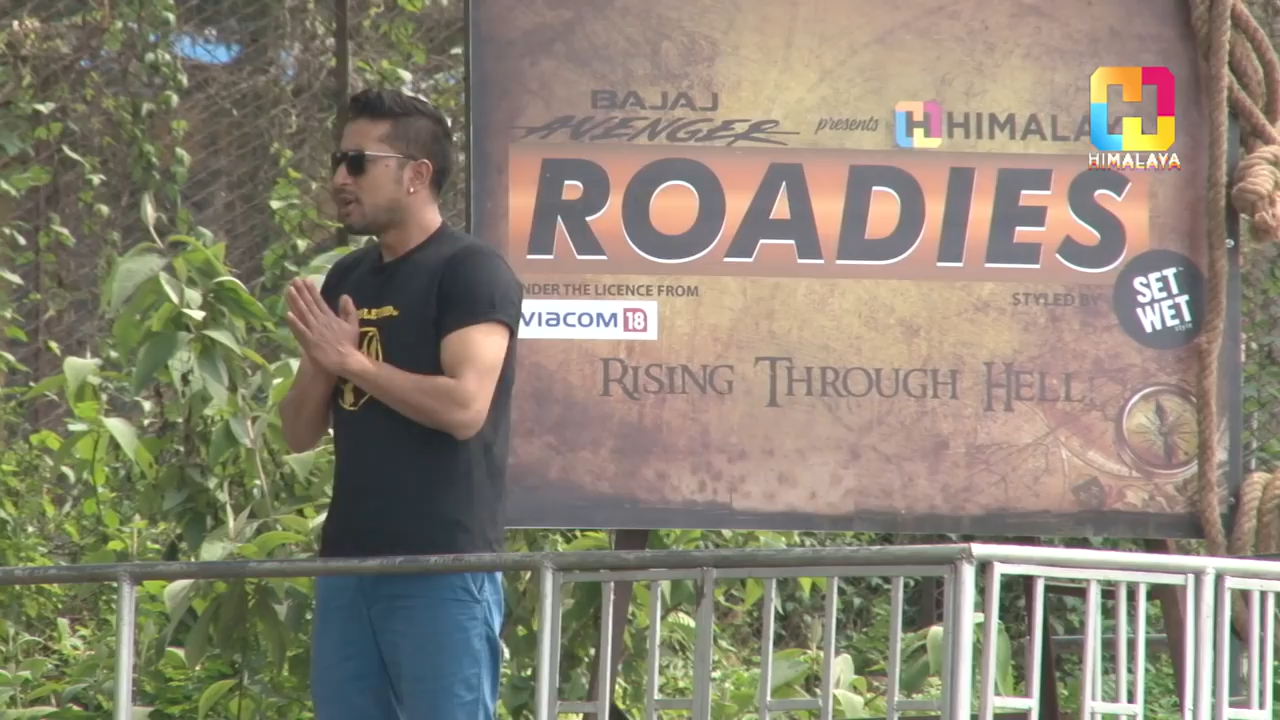 BAJAJ
AVENGER presents HIMALA
HIMALAYA
ROADIES
NDER THE LICENCE FROM
VIACOM 18
STYLED BY
SET
WET
style
RISING THROUGH HELL